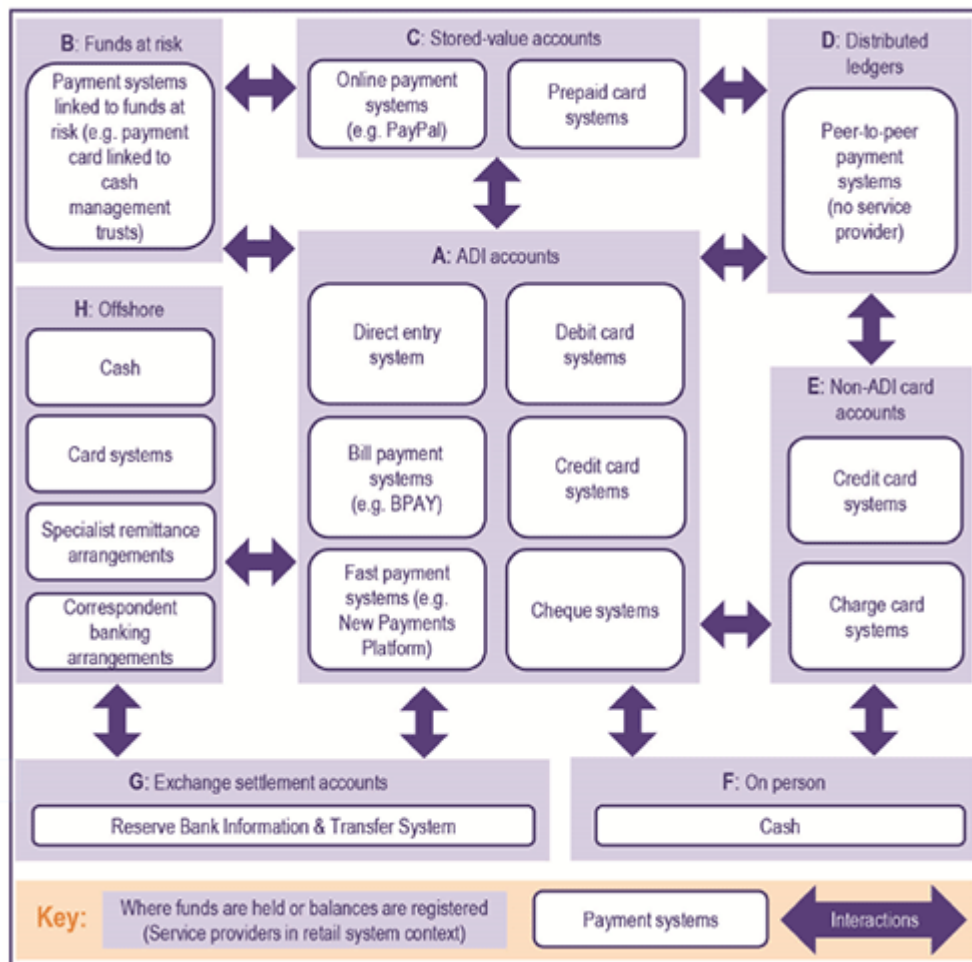 B: Funds at risk
Payment systems
linked to funds at
risk (e.g. payment
card linked to
cash
management
trusts)
C: Stored-value accounts
Online payment
systems
(e.g. PayPal)
Prepaid card
systems
D: Distributed
ledgers
Peer-to-peer
payment
systems
(no service
provider)
A: ADI accounts
Direct entry
system
Debit card
systems
Bill payment
systems
(e.g. BPAY)
Credit card
systems
Fast payment
systems (e.g.
New Payments
Platform)
Cheque systems
H: Offshore
Cash
Card systems
Specialist remittance
arrangements
Correspondent
banking
arrangements
E: Non-ADI card
accounts
Credit card
systems
Charge card
systems
G: Exchange settlement accounts
Reserve Bank Information & Transfer System
F: On person
Cash
Key:
Where funds are held or balances are registered
(Service providers in retail system context)
Payment systems
Interactions